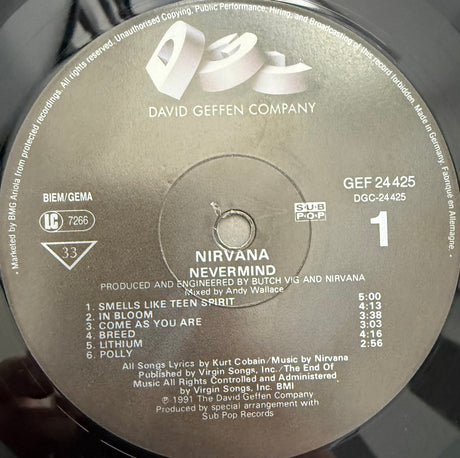 All rights reserved. Unauthorised Copying, Public Performance, Hiring, and Broadcasting of this record forbidden. Made in Germany. Fabriqué en Allemagne.
• Marketed by BMG Ariola from protected recordings.
DGC
DAVID GEFFEN COMPANY
BIEM/GEMA
GEF 24 425
DGC-24 425
LC 7266
SUB
POP
1
33
NIRVANA
NEVERMIND
PRODUCED AND ENGINEERED BY BUTCH VIG AND NIRVANA
Mixed by Andy Wallace
1. SMELLS LIKE TEEN SPIRIT 5:00
2. IN BLOOM 4:13
3. COME AS YOU ARE 3:38
4. BREED 3:03
5. LITHIUM 4:16
6. POLLY 2:56
All Songs Lyrics by Kurt Cobain/Music by Nirvana
Published by Virgin Songs, Inc./The End Of
Music All Rights Controlled and Administered
by Virgin Songs, Inc. BMI
℗ 1991 The David Geffen Company
Produced by special arrangement with
Sub Pop Records